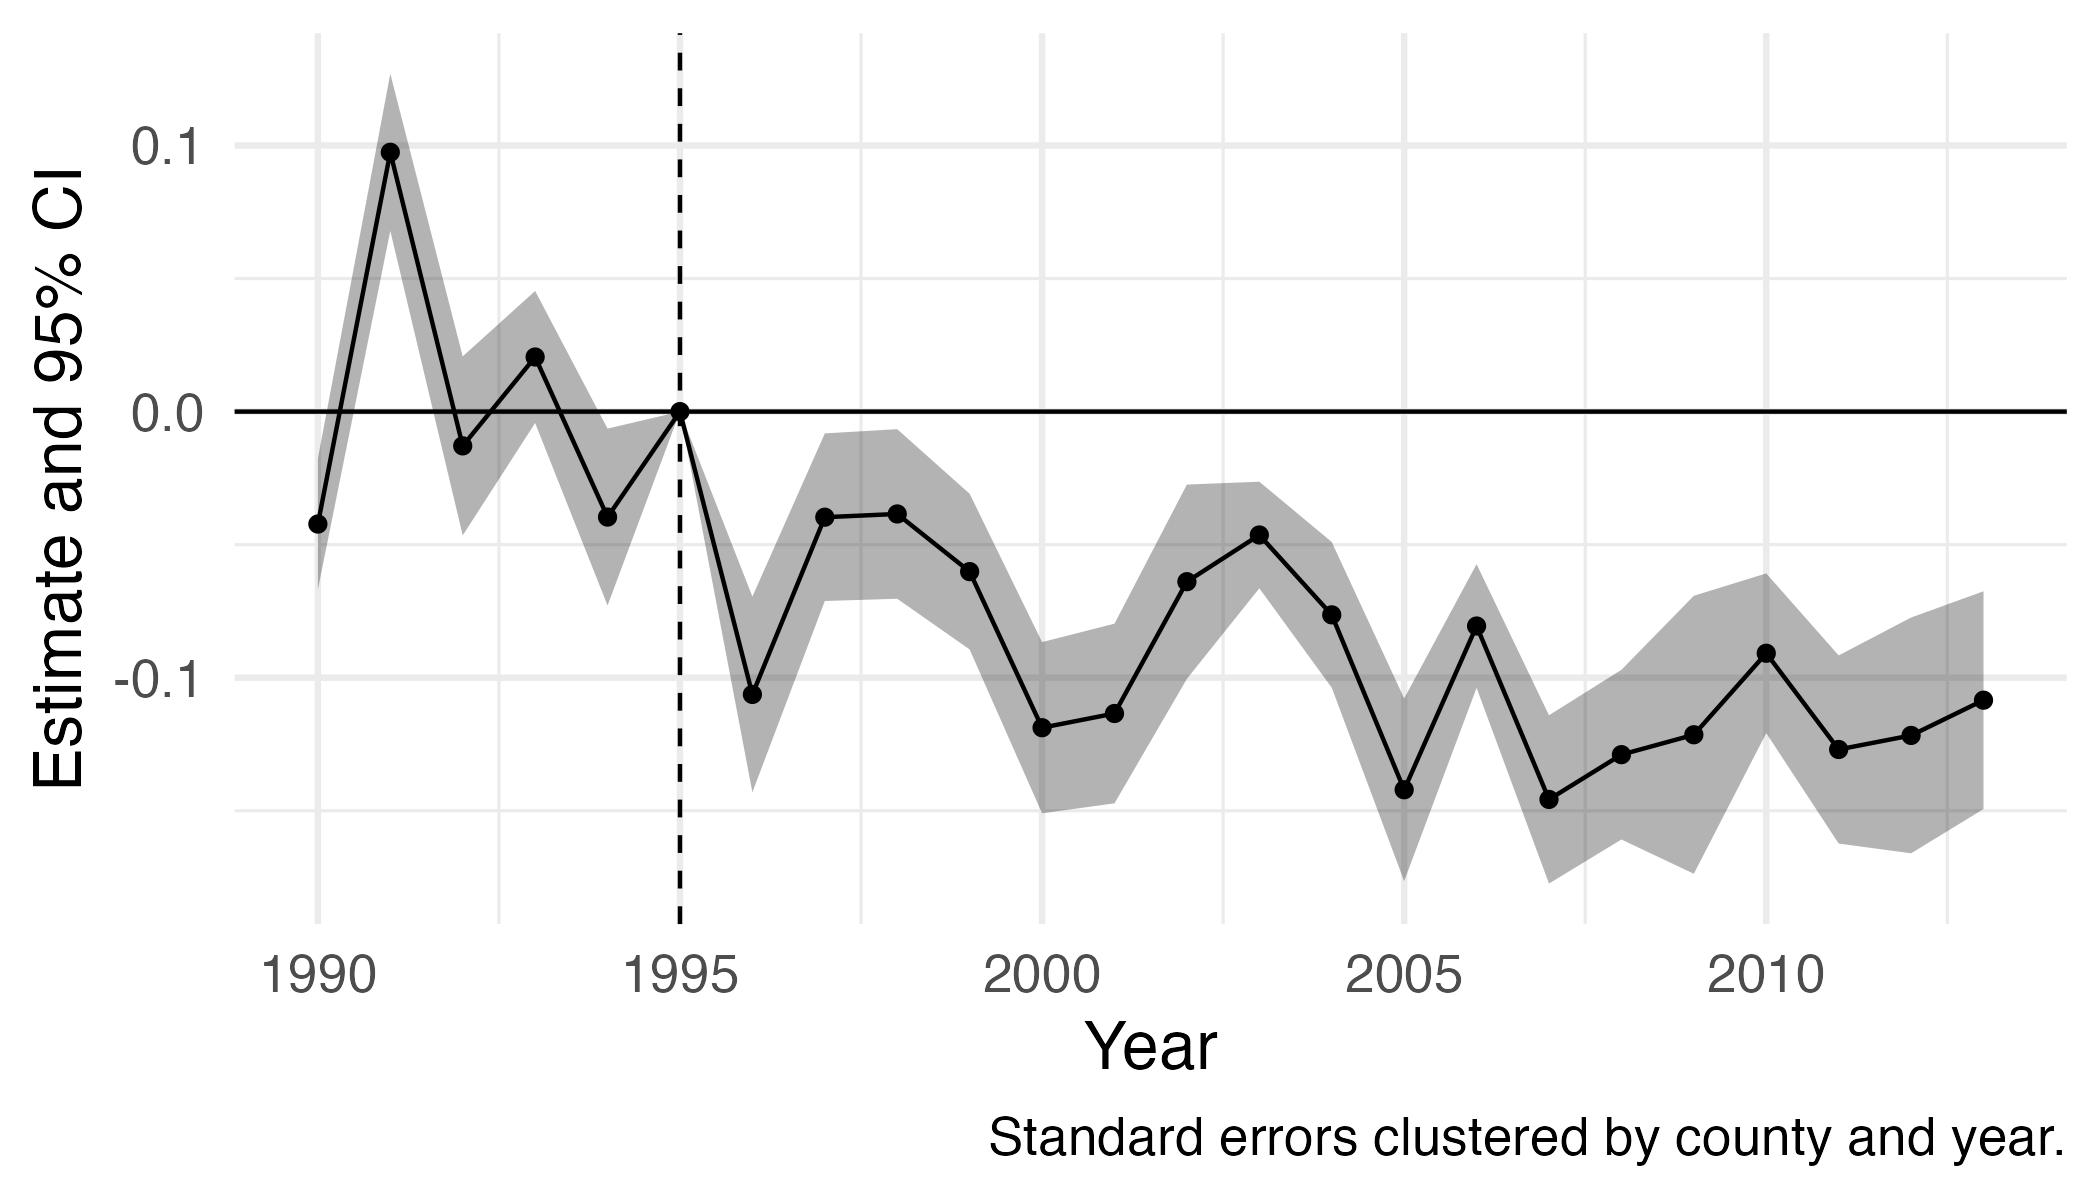 Estimate and 95% CI
0.1
0.0
-0.1
1990 1995 2000 2005 2010
Year
Standard errors clustered by county and year.